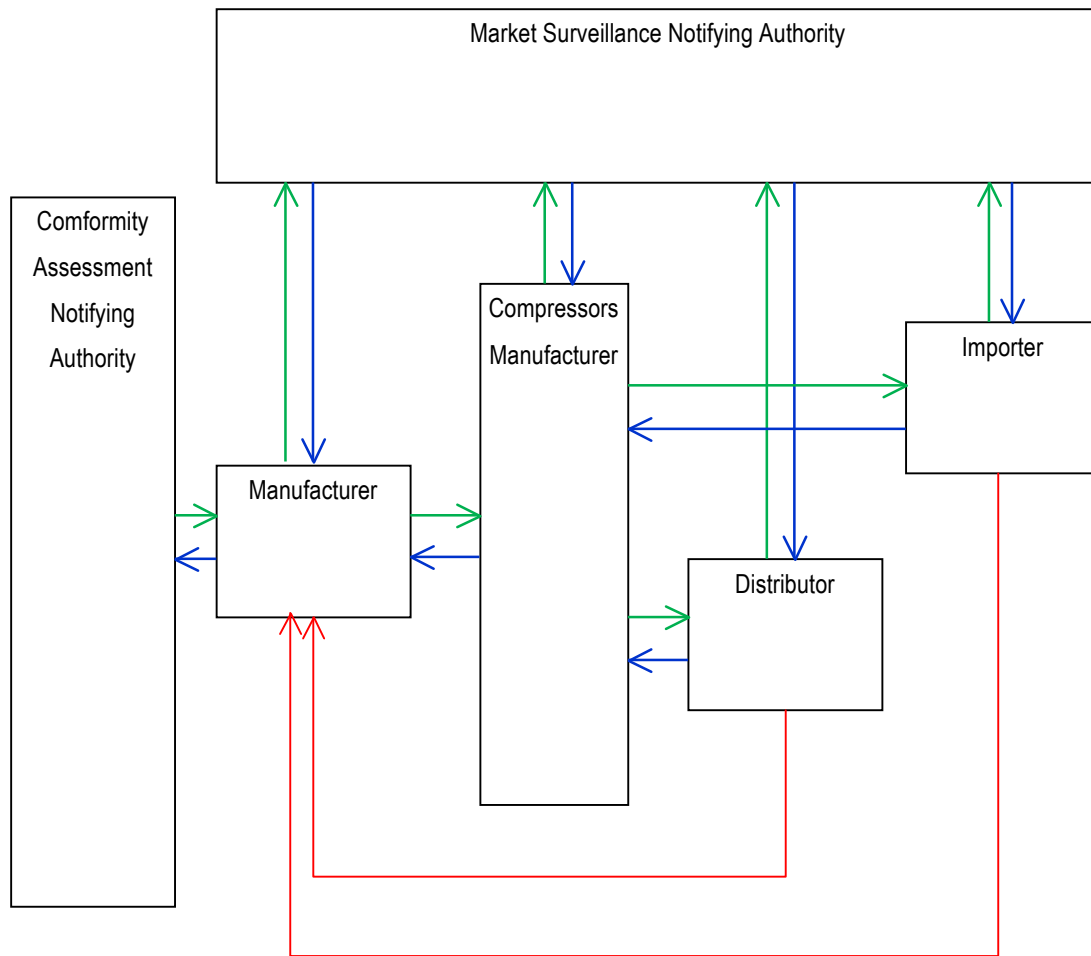 Market Surveillance Notifying Authority
Comformity
Assessment
Notifying
Authority
Compressors
Manufacturer
Importer
Manufacturer
Distributor